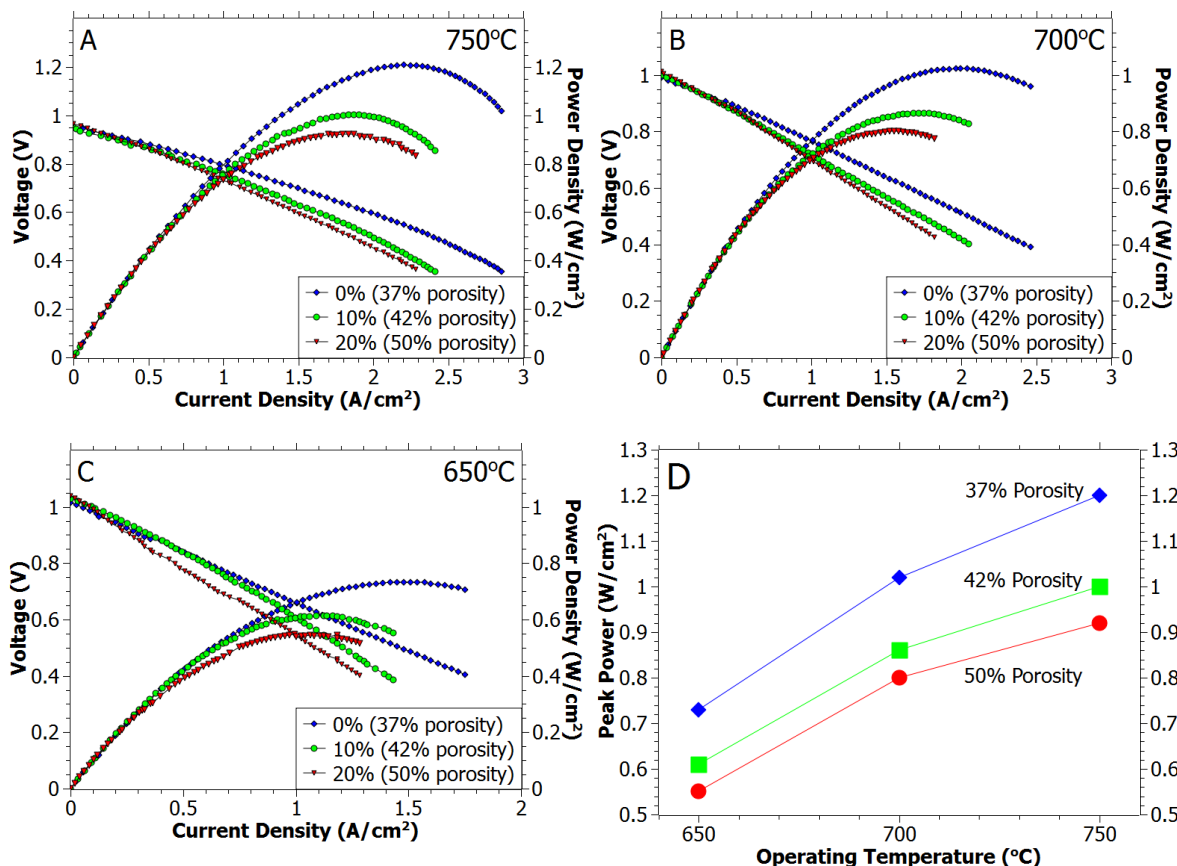 A
750°C
Voltage (V)
1.2
1
0.8
0.6
0.4
0.2
0
1.2
1
0.8
0.6
0.4
0.2
0
Power Density (W/cm²)
0% (37% porosity)
10% (42% porosity)
20% (50% porosity)
0 0.5 1 1.5 2 2.5 3
Current Density (A/cm²)
B
700°C
Voltage (V)
1.2
1
0.8
0.6
0.4
0.2
0
1
0.8
0.6
0.4
0.2
0
Power Density (W/cm²)
0% (37% porosity)
10% (42% porosity)
20% (50% porosity)
0 0.5 1 1.5 2 2.5 3
Current Density (A/cm²)
C
650°C
Voltage (V)
1
0.8
0.6
0.4
0.2
0
1
0.8
0.6
0.4
0.2
0
Power Density (W/cm²)
0% (37% porosity)
10% (42% porosity)
20% (50% porosity)
0 0.5 1 1.5 2
Current Density (A/cm²)
D
Peak Power (W/cm²)
1.3
1.2
1.1
1
0.9
0.8
0.7
0.6
0.5
37% Porosity
42% Porosity
50% Porosity
1.3
1.2
1.1
1
0.9
0.8
0.7
0.6
0.5
650 700 750
Operating Temperature (°C)